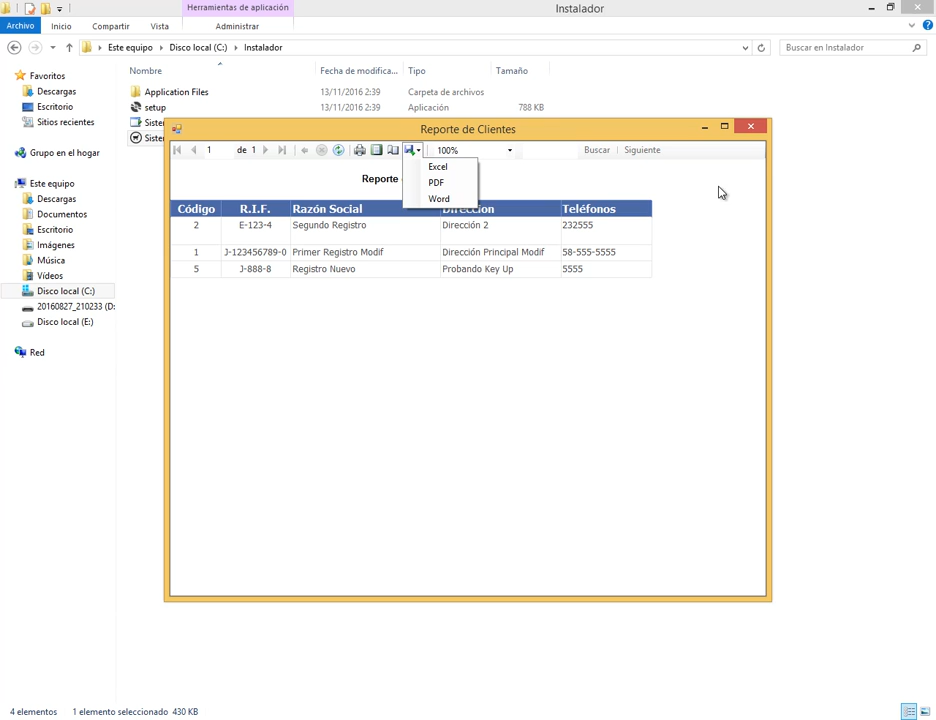 Herramientas de aplicación
Instalador
Archivo Inicio Compartir Vista Administrar
Este equipo Disco local (C:) Instalador
Buscar en Instalador
Favoritos
Descargas
Escritorio
Sitios recientes
Grupo en el hogar
Este equipo
Descargas
Documentos
Escritorio
Imágenes
Música
Vídeos
Disco local (C:)
20160827_210233 (D:
Disco local (E:)
Red
Nombre Fecha de modifica... Tipo Tamaño
Application Files 13/11/2016 2:39 Carpeta de archivos
setup 13/11/2016 2:39 Aplicación 788 KB
Reporte de Clientes
1 de 1 100% Buscar Siguiente
Excel
PDF
Word
Reporte
Código R.I.F. Razón Social Dirección Teléfonos
2 E-123-4 Segundo Registro Dirección 2 232555
1 J-123456789-0 Primer Registro Modif Dirección Principal Modif 58-555-5555
5 J-888-8 Registro Nuevo Probando Key Up 5555
4 elementos 1 elemento seleccionado 430 KB